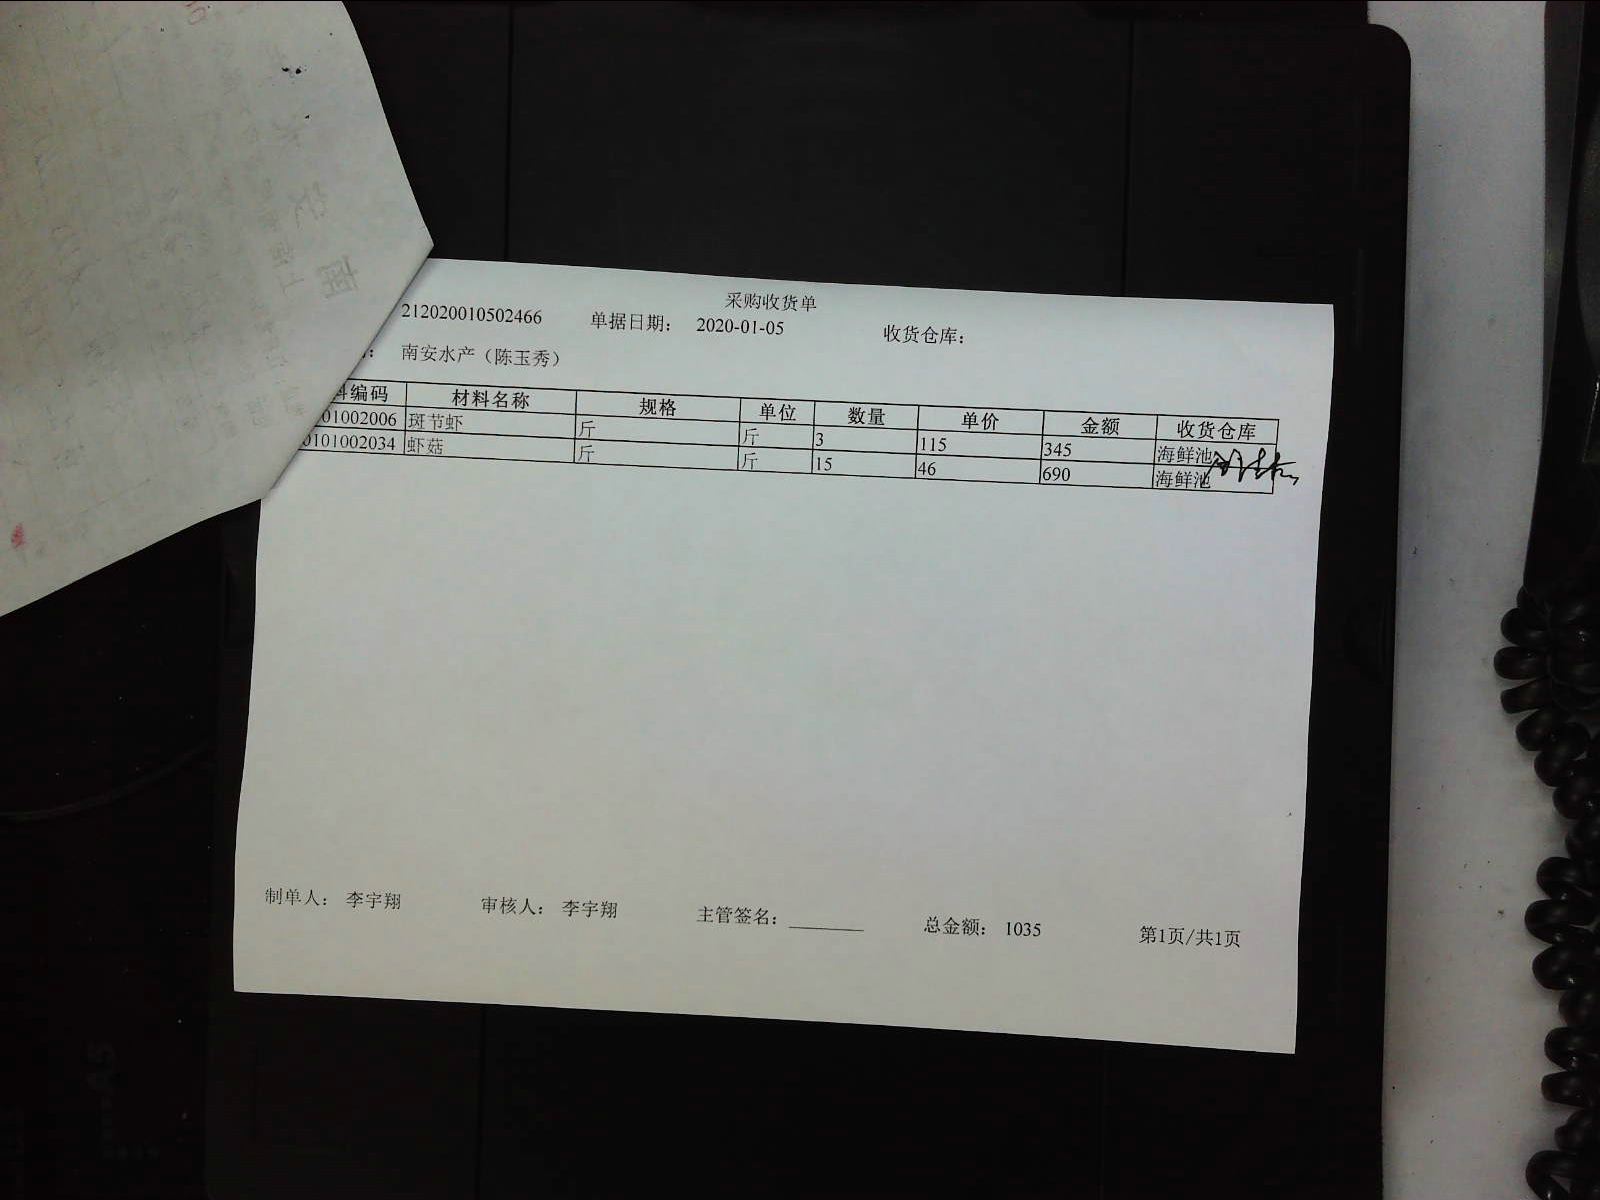 采购收货单
212020010502466 单据日期： 2020-01-05 收货仓库：
： 南安水产（陈玉秀）
料编码 材料名称 规格 单位 数量 单价 金额 收货仓库
01002006 斑节虾 斤 斤 3 115 345 海鲜池
0101002034 虾菇 斤 斤 15 46 690 海鲜池
制单人： 李宇翔 审核人： 李宇翔 主管签名： 总金额： 1035 第1页/共1页